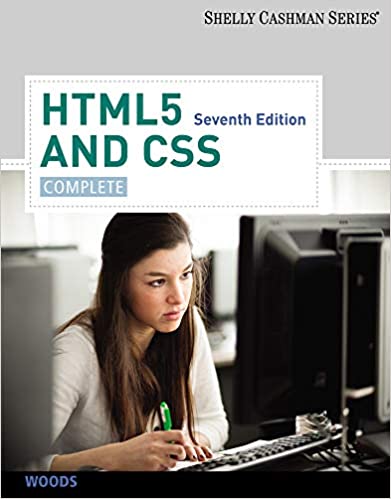 SHELLY CASHMAN SERIES®
HTML5 Seventh Edition
AND CSS
COMPLETE
WOODS